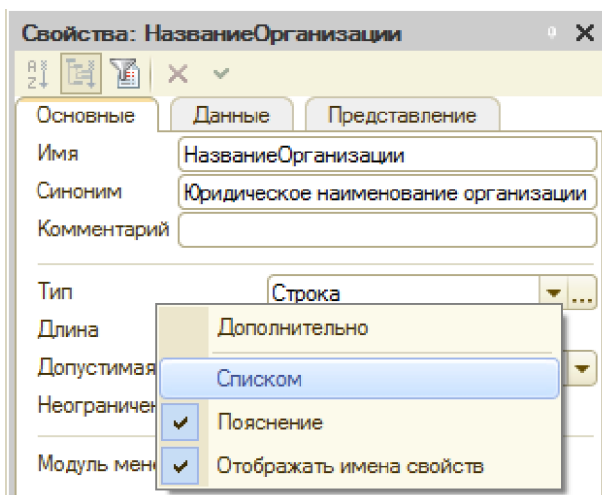 Свойства: НазваниеОрганизации
Основные Данные Представление
Имя НазваниеОрганизации
Синоним Юридическое наименование организации
Комментарий
Тип Строка ...
Длина Дополнительно
Допустимая
Списком
Неограничен Пояснение
Модуль мен Отображать имена свойств